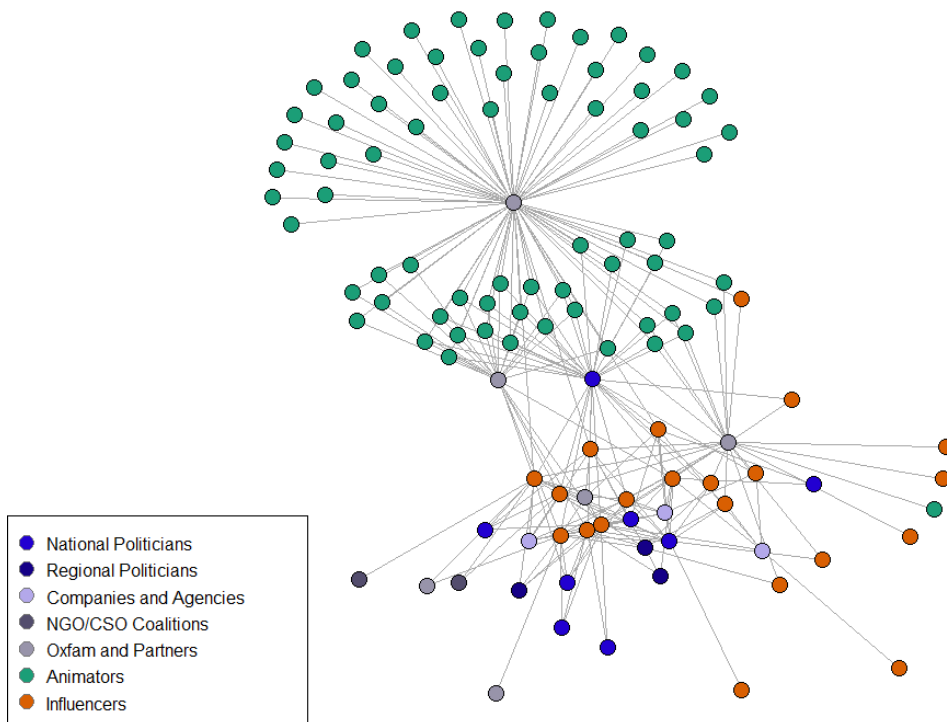 National Politicians
Regional Politicians
Companies and Agencies
NGO/CSO Coalitions
Oxfam and Partners
Animators
Influencers